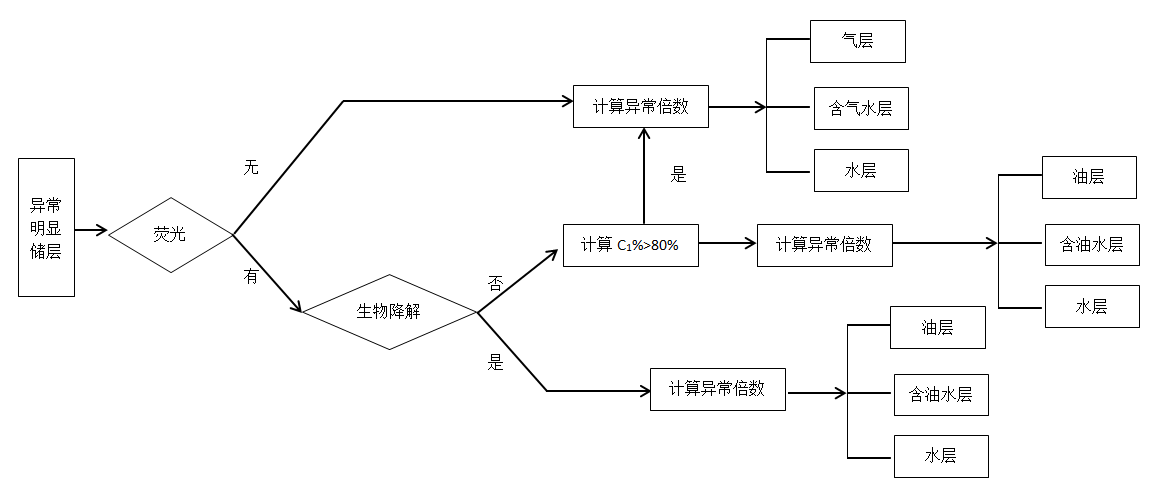 异常
明显
储层
荧光
无
有
生物降解
否
是
计算异常倍数
是
计算 C₁%>80%
气层
含气水层
水层
计算异常倍数
油层
含油水层
水层
计算异常倍数
油层
含油水层
水层